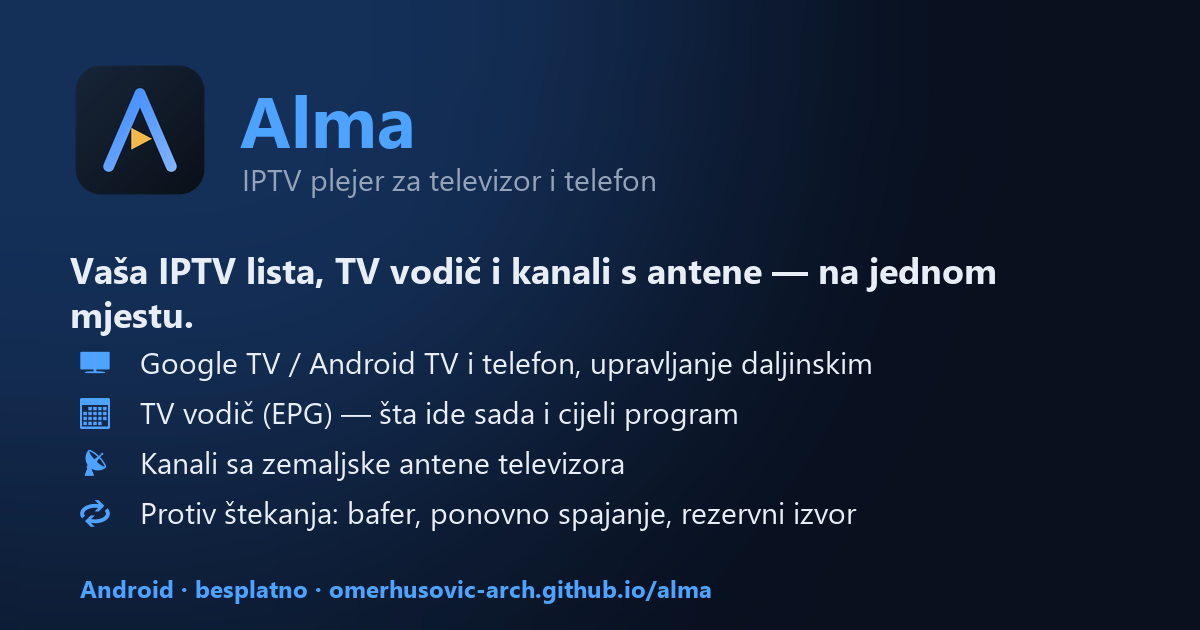 Alma
IPTV plejer za televizor i telefon
Vaša IPTV lista, TV vodič i kanali s antene — na jednom
mjestu.
Google TV / Android TV i telefon, upravljanje daljinskim
TV vodič (EPG) — šta ide sada i cijeli program
Kanali sa zemaljske antene televizora
Protiv štekanja: bafer, ponovno spajanje, rezervni izvor
Android · besplatno · omerhusovic-arch.github.io/alma